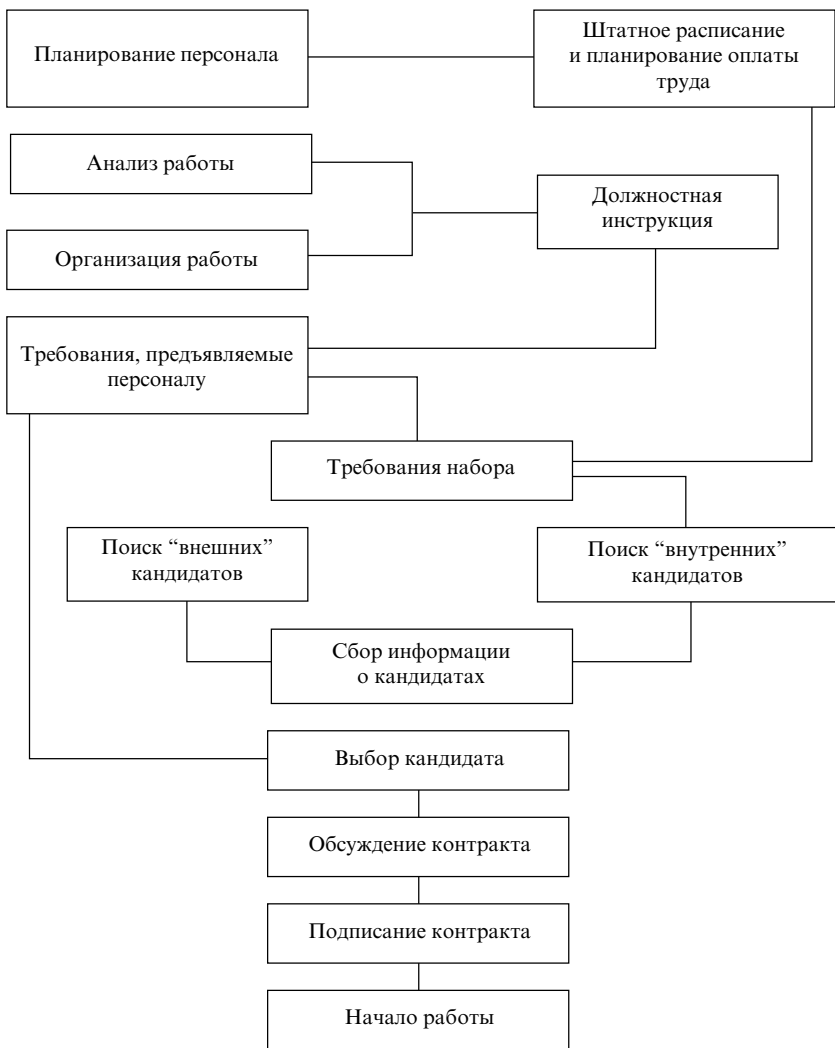 Планирование персонала
Штатное расписание
и планирование оплаты
труда
Анализ работы
Должностная
инструкция
Организация работы
Требования, предъявляемые
персоналу
Требования набора
Поиск “внешних”
кандидатов
Поиск “внутренних”
кандидатов
Сбор информации
о кандидатах
Выбор кандидата
Обсуждение контракта
Подписание контракта
Начало работы